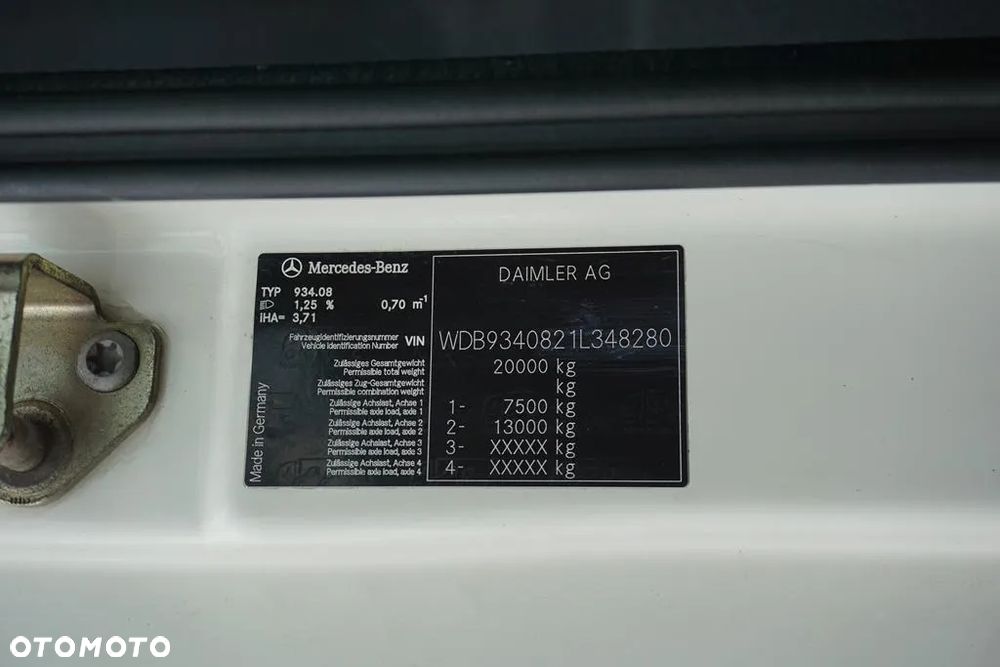 Mercedes-Benz
DAIMLER AG
TYP 934.08
1,25 % 0,70 m-1
iHA= 3,71
Fahrzeugidentifizierungsnummer
Vehicle Identification Number VIN WDB9340821L348280
Zulässiges Gesamtgewicht
Permissible total weight 20000 kg
Zulässiges Zug-Gesamtgewicht
Permissible combination weight kg
Zulässige Achslast, Achse 1
Permissible axle load, axle 1 1- 7500 kg
Zulässige Achslast, Achse 2
Permissible axle load, axle 2 2- 13000 kg
Zulässige Achslast, Achse 3
Permissible axle load, axle 3 3- XXXXX kg
Zulässige Achslast, Achse 4
Permissible axle load, axle 4 4- XXXXX kg
Made in Germany
OTOMOTO